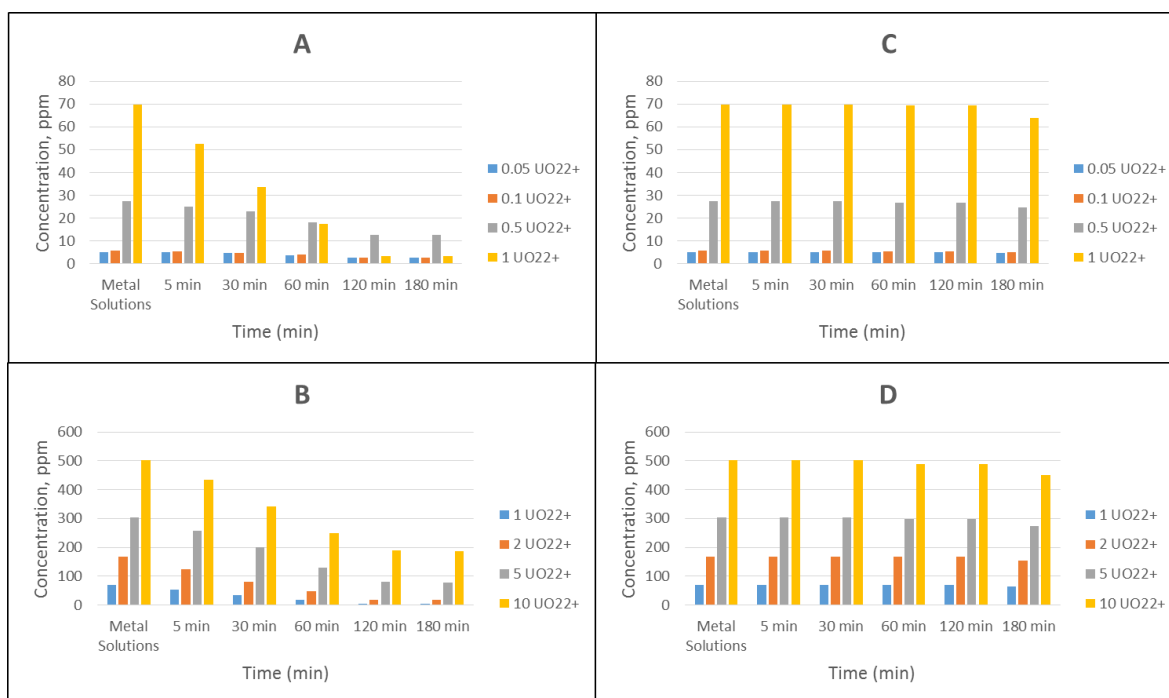 A
Concentration, ppm
80
70
60
50
40
30
20
10
0
Metal Solutions
5 min
30 min
60 min
120 min
180 min
Time (min)
0.05 UO22+
0.1 UO22+
0.5 UO22+
1 UO22+
C
Concentration, ppm
80
70
60
50
40
30
20
10
0
Metal Solutions
5 min
30 min
60 min
120 min
180 min
Time (min)
0.05 UO22+
0.1 UO22+
0.5 UO22+
1 UO22+
B
Concentration, ppm
600
500
400
300
200
100
0
Metal Solutions
5 min
30 min
60 min
120 min
180 min
Time (min)
1 UO22+
2 UO22+
5 UO22+
10 UO22+
D
Concentration, ppm
600
500
400
300
200
100
0
Metal Solutions
5 min
30 min
60 min
120 min
180 min
Time (min)
1 UO22+
2 UO22+
5 UO22+
10 UO22+